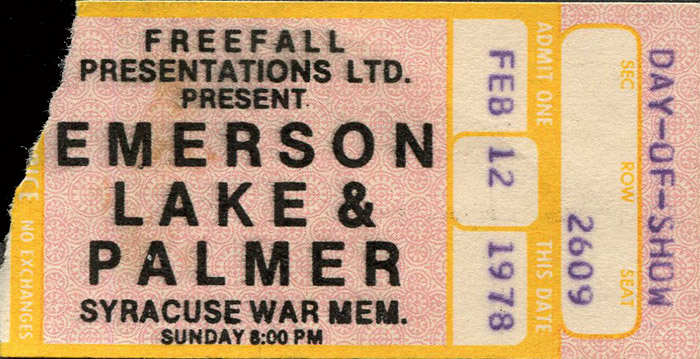 FREEFALL
PRESENTATIONS LTD.
PRESENT
EMERSON
LAKE &
PALMER
SYRACUSE WAR MEM.
SUNDAY 8:00 PM
NO EXCHANGES
FEB 12 1978
ADMIT ONE THIS DATE
SEC ROW SEAT
2609
DAY-OF-SHOW